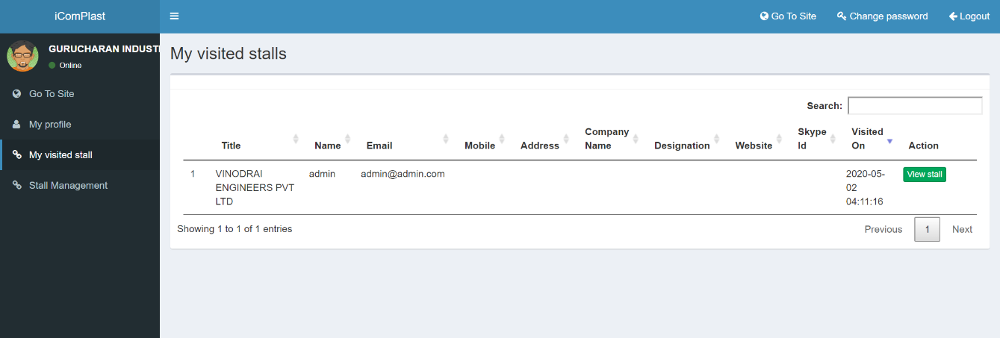 iComPlast
Go To Site
Change password
Logout
GURUCHARAN INDUSTI
Online
Go To Site
My profile
My visited stall
Stall Management
My visited stalls
Search:
Title
Name
Email
Mobile
Address
Company
Name
Designation
Website
Skype
Id
Visited
On
Action
1
VINODRAI
ENGINEERS PVT
LTD
admin
admin@admin.com
2020-05-
02
04:11:16
View stall
Showing 1 to 1 of 1 entries
Previous
1
Next